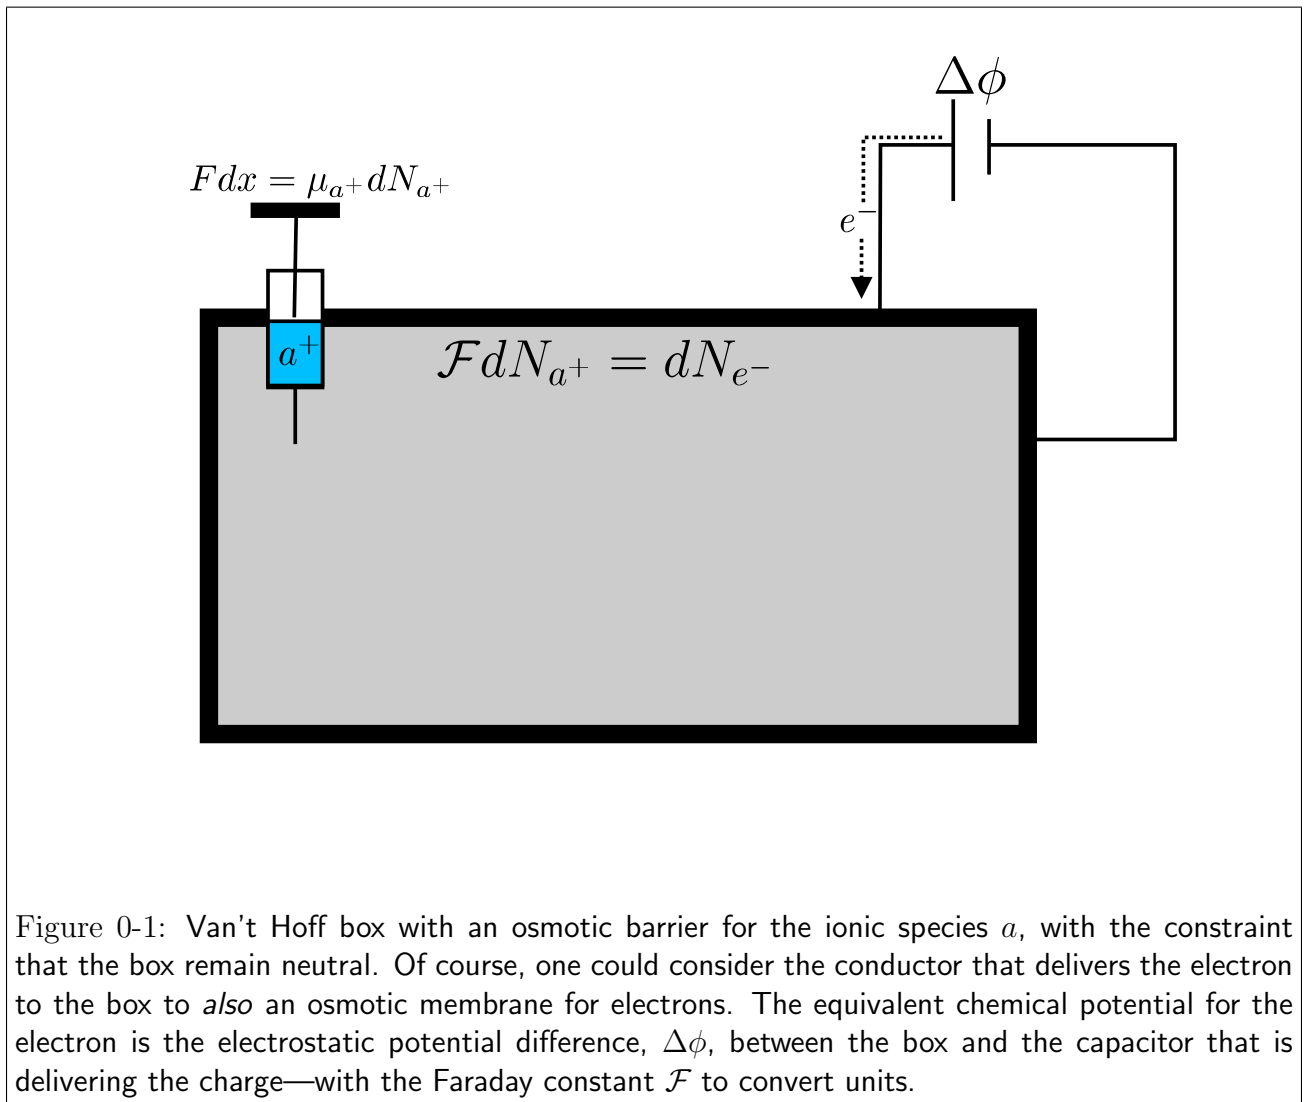 Δϕ
Fdx = μₐ₊dNₐ₊
e⁻
a⁺
ℱdNₐ₊ = dNₑ₋
Figure 0-1: Van't Hoff box with an osmotic barrier for the ionic species a, with the constraint
that the box remain neutral. Of course, one could consider the conductor that delivers the electron
to the box to also an osmotic membrane for electrons. The equivalent chemical potential for the
electron is the electrostatic potential difference, Δϕ, between the box and the capacitor that is
delivering the charge—with the Faraday constant ℱ to convert units.